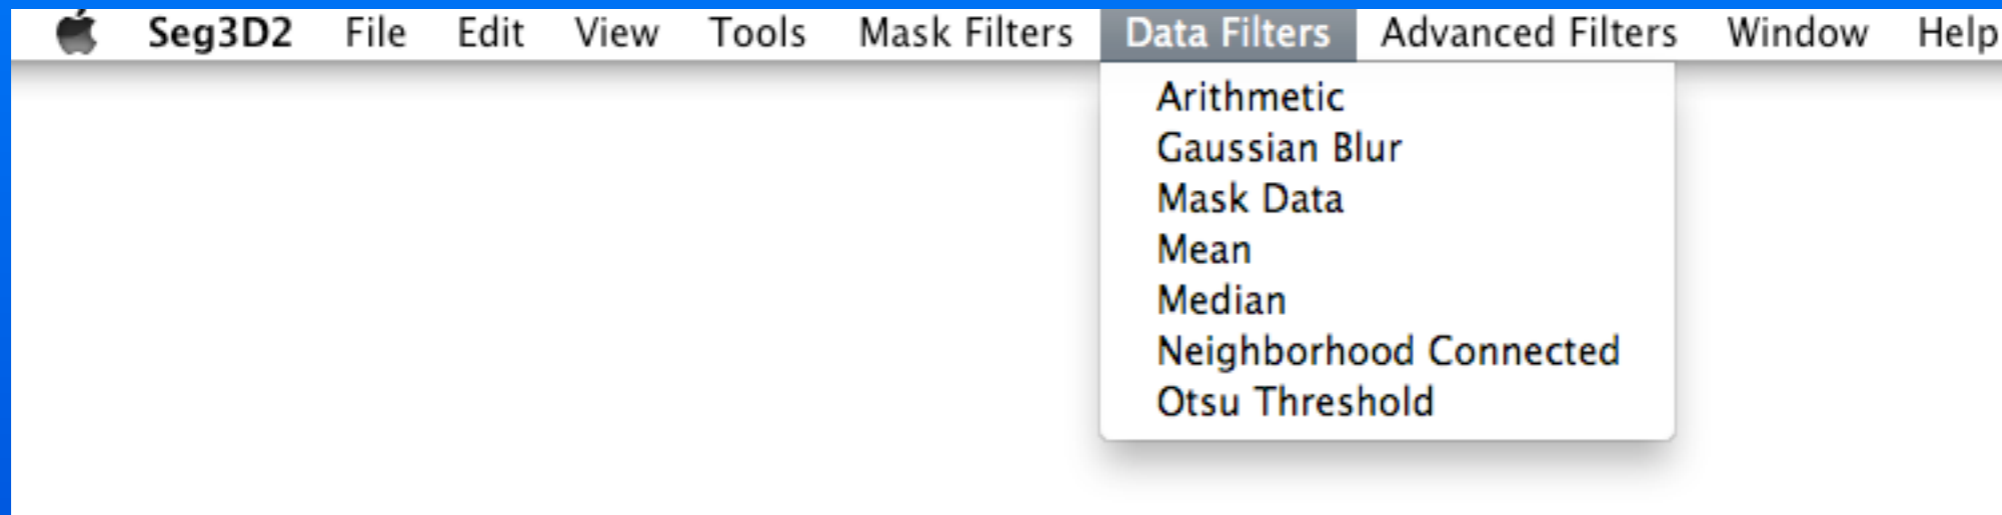 Seg3D2 File Edit View Tools Mask Filters Data Filters Advanced Filters Window Help
Arithmetic
Gaussian Blur
Mask Data
Mean
Median
Neighborhood Connected
Otsu Threshold